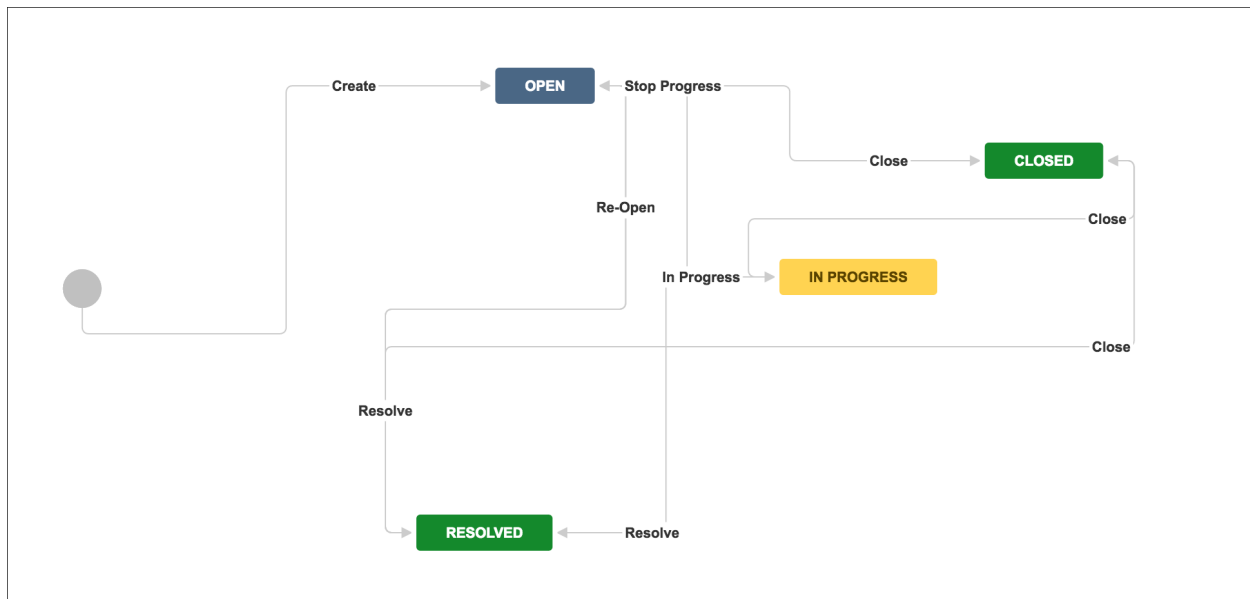 Create
OPEN
Stop Progress
Close
CLOSED
Re-Open
Close
In Progress
IN PROGRESS
Close
Resolve
RESOLVED
Resolve